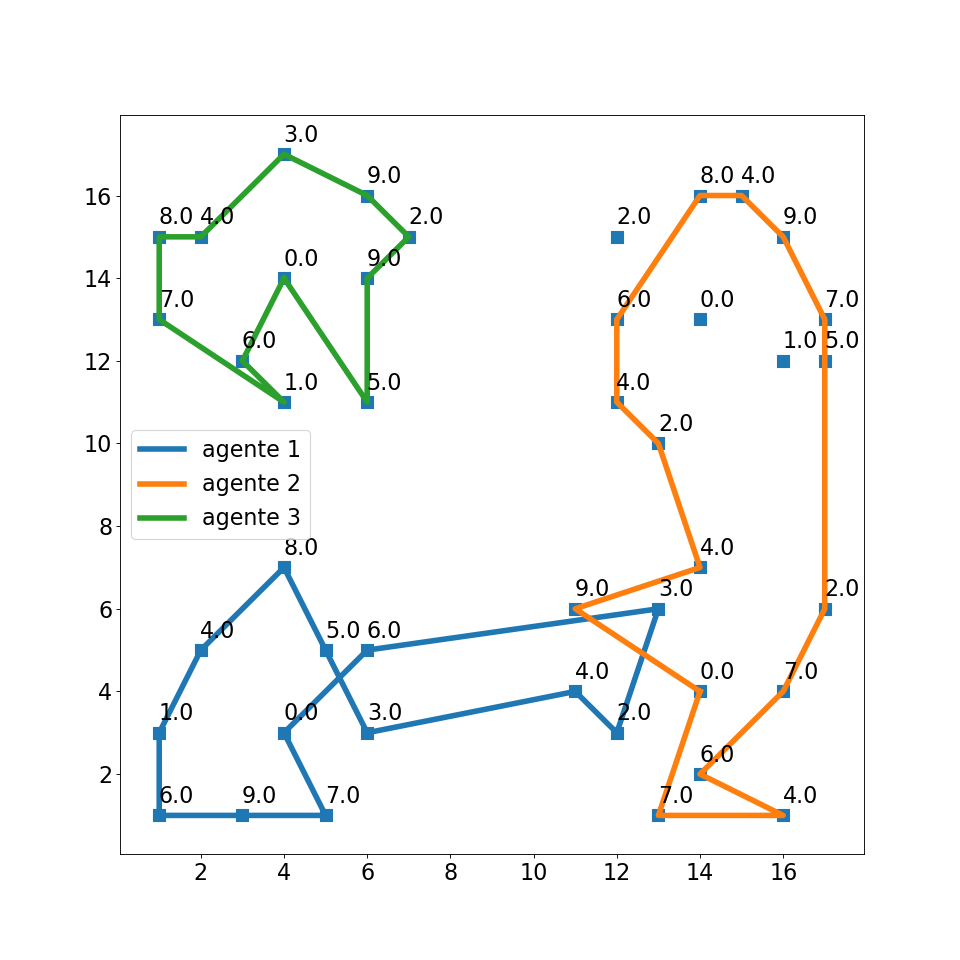 3.0
9.0 8.0 4.0
16 8.0 4.0 2.0 2.0 9.0
9.0 0.0
14
7.0 6.0 0.0 7.0
6.0 1.0 5.0
12
1.0 5.0 4.0
2.0
10
agente 1
agente 2
agente 3
8
8.0 4.0
9.0 3.0 2.0
6
4.0 5.0 6.0
4.0 0.0 7.0
4
1.0 0.0 3.0 2.0
6.0
2
6.0 9.0 7.0 7.0 4.0
2 4 6 8 10 12 14 16